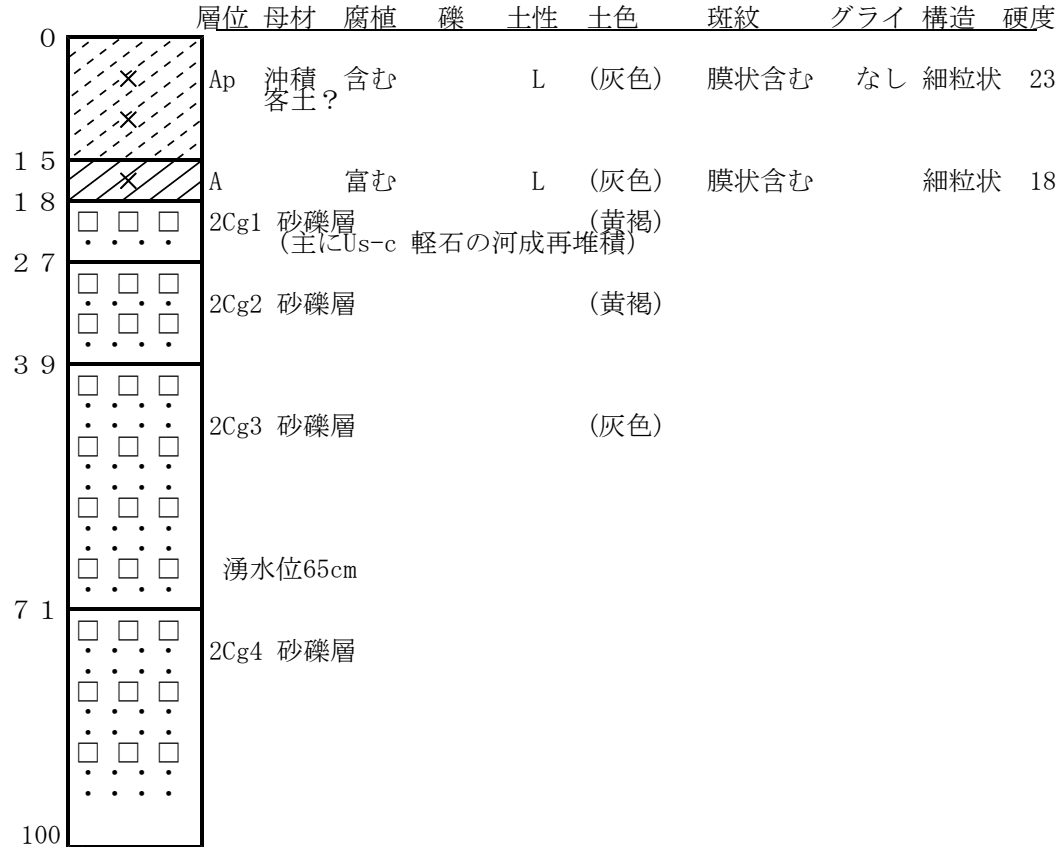 層位 母材 腐植 礫 土性 土色 斑紋 グライ 構造 硬度
0
Ap 沖積 含む L (灰色) 膜状含む なし 細粒状 23
客土？
15
A 富む L (灰色) 膜状含む 細粒状 18
18
2Cg1 砂礫層 (黄褐)
(主にUs-c 軽石の河成再堆積)
27
2Cg2 砂礫層 (黄褐)
39
2Cg3 砂礫層 (灰色)
湧水位65cm
71
2Cg4 砂礫層
100